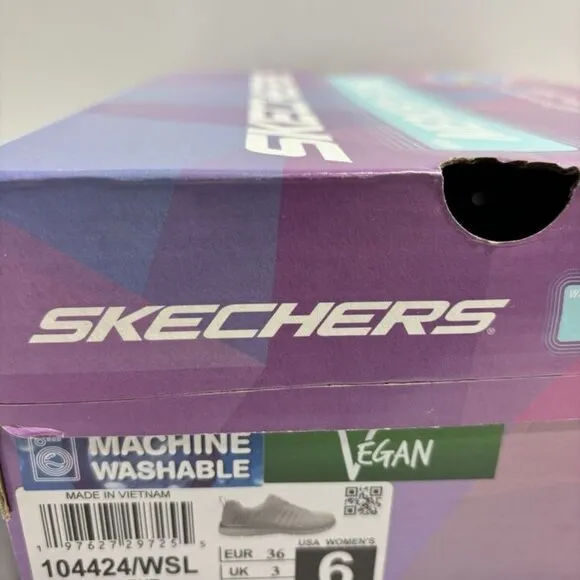 SKECHERS
SKECHERS
MACHINE
WASHABLE
VEGAN
MADE IN VIETNAM
1 97627 29725 5
USA WOMEN'S
EUR 36
UK 3
6
104424/WSL